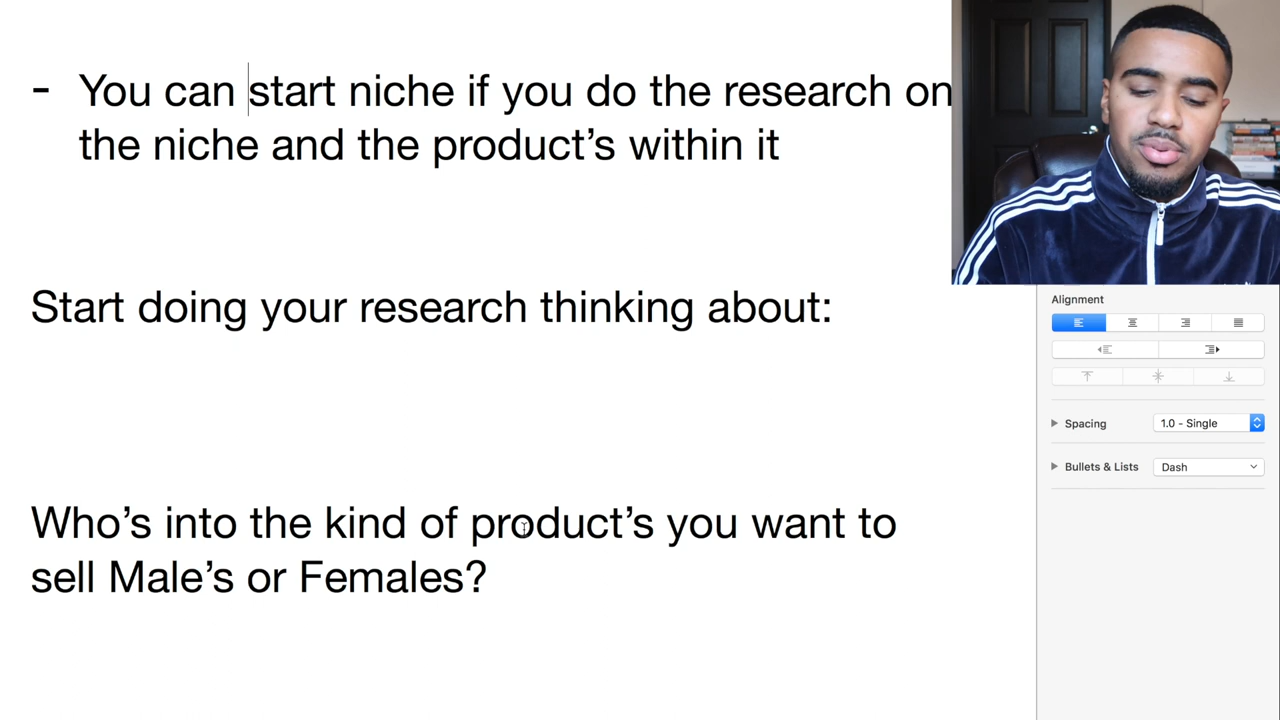 - You can start niche if you do the research on
the niche and the product's within it
Start doing your research thinking about:
Who's into the kind of product's you want to
sell Male's or Females?
Alignment
Spacing
1.0 - Single
Bullets & Lists
Dash